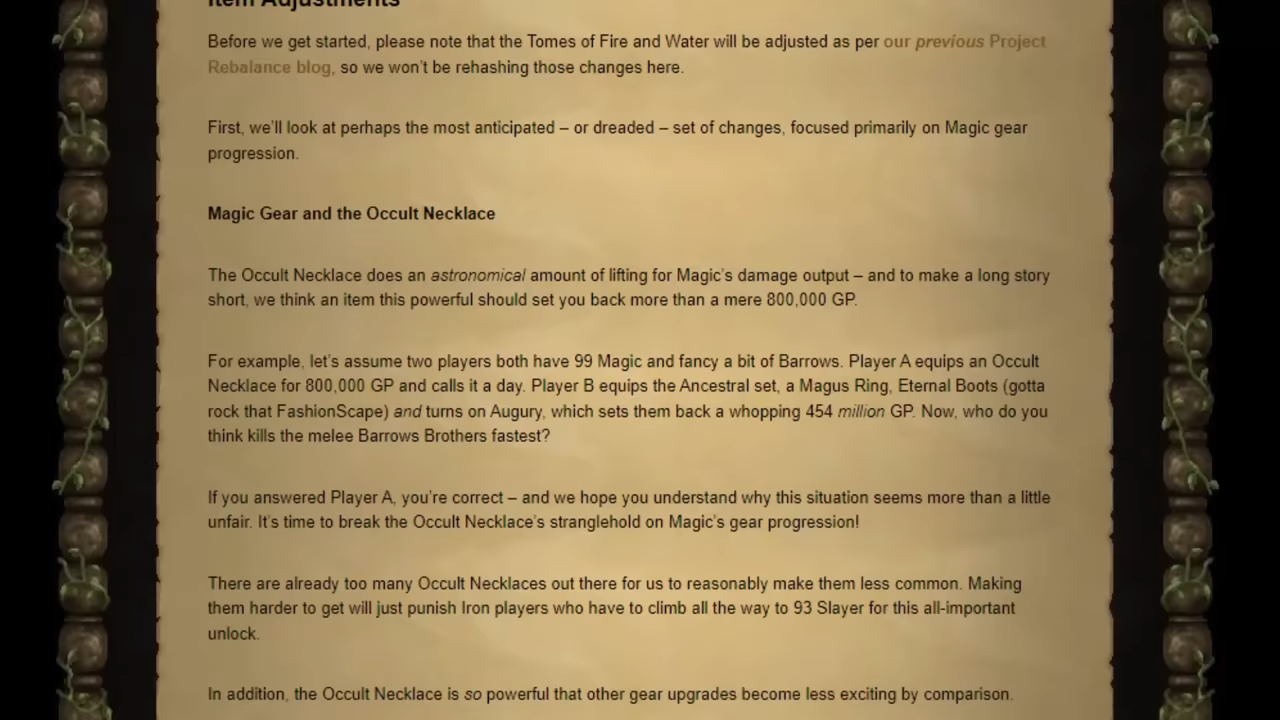 Item Adjustments
Before we get started, please note that the Tomes of Fire and Water will be adjusted as per our previous Project
Rebalance blog, so we won't be rehashing those changes here.
First, we'll look at perhaps the most anticipated – or dreaded – set of changes, focused primarily on Magic gear
progression.
Magic Gear and the Occult Necklace
The Occult Necklace does an astronomical amount of lifting for Magic's damage output – and to make a long story
short, we think an item this powerful should set you back more than a mere 800,000 GP.
For example, let's assume two players both have 99 Magic and fancy a bit of Barrows. Player A equips an Occult
Necklace for 800,000 GP and calls it a day. Player B equips the Ancestral set, a Magus Ring, Eternal Boots (gotta
rock that FashionScape) and turns on Augury, which sets them back a whopping 454 million GP. Now, who do you
think kills the melee Barrows Brothers fastest?
If you answered Player A, you're correct – and we hope you understand why this situation seems more than a little
unfair. It's time to break the Occult Necklace's stranglehold on Magic's gear progression!
There are already too many Occult Necklaces out there for us to reasonably make them less common. Making
them harder to get will just punish Iron players who have to climb all the way to 93 Slayer for this all-important
unlock.
In addition, the Occult Necklace is so powerful that other gear upgrades become less exciting by comparison.